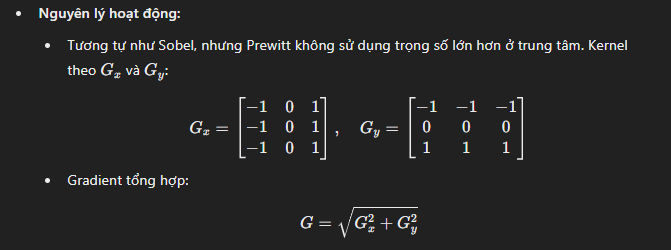 • Nguyên lý hoạt động:
• Tương tự như Sobel, nhưng Prewitt không sử dụng trọng số lớn hơn ở trung tâm. Kernel
theo Gₓ và Gᵧ:
$G_x = \begin{bmatrix} -1 & 0 & 1 \\ -1 & 0 & 1 \\ -1 & 0 & 1 \end{bmatrix}, \quad G_y = \begin{bmatrix} -1 & -1 & -1 \\ 0 & 0 & 0 \\ 1 & 1 & 1 \end{bmatrix}$
• Gradient tổng hợp:
$G = \sqrt{G_x^2 + G_y^2}$